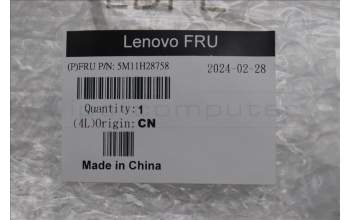 Lenovo FRU
(P)FRU P/N: 5M11H28758 2024-02-28
Quantity:1
(4L)Origin:CN
Made in China